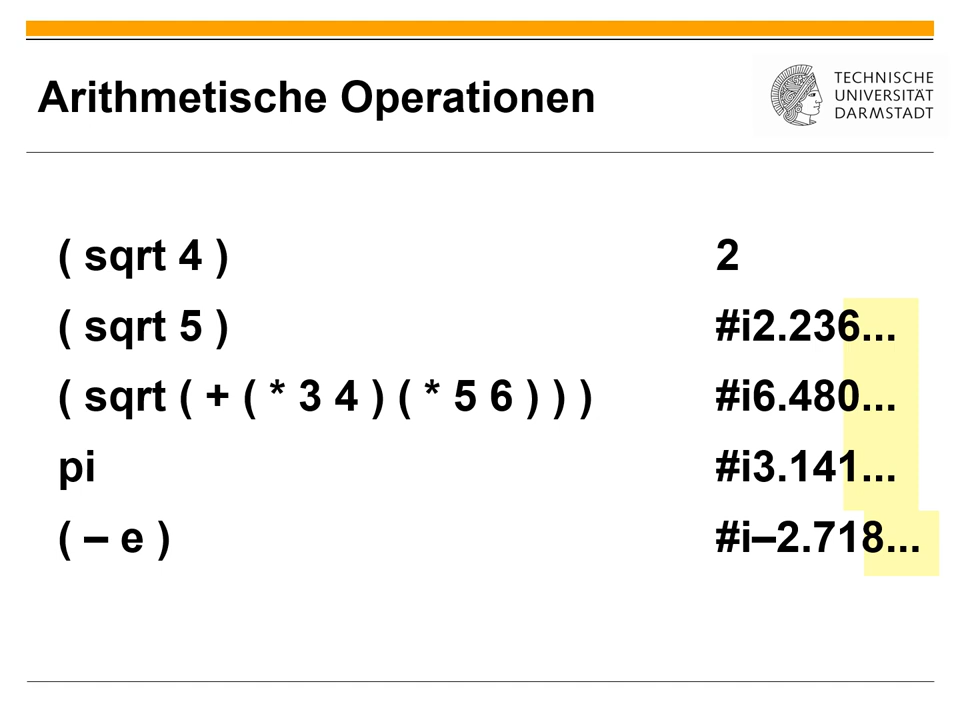 Arithmetische Operationen
TECHNISCHE
UNIVERSITÄT
DARMSTADT
( sqrt 4 ) 2
( sqrt 5 ) #i2.236...
( sqrt ( + ( * 3 4 ) ( * 5 6 ) ) ) #i6.480...
pi #i3.141...
( – e ) #i–2.718...